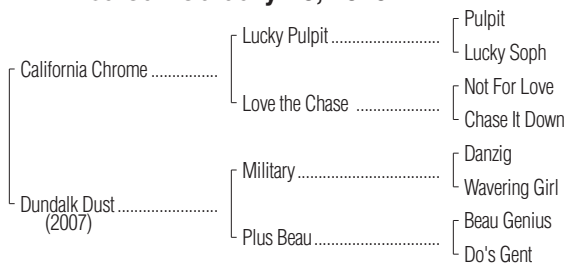 Pulpit
Lucky Pulpit
Lucky Soph
California Chrome
Not For Love
Love the Chase
Chase It Down
Danzig
Military
Wavering Girl
Dundalk Dust
(2007)
Beau Genius
Plus Beau
Do's Gent